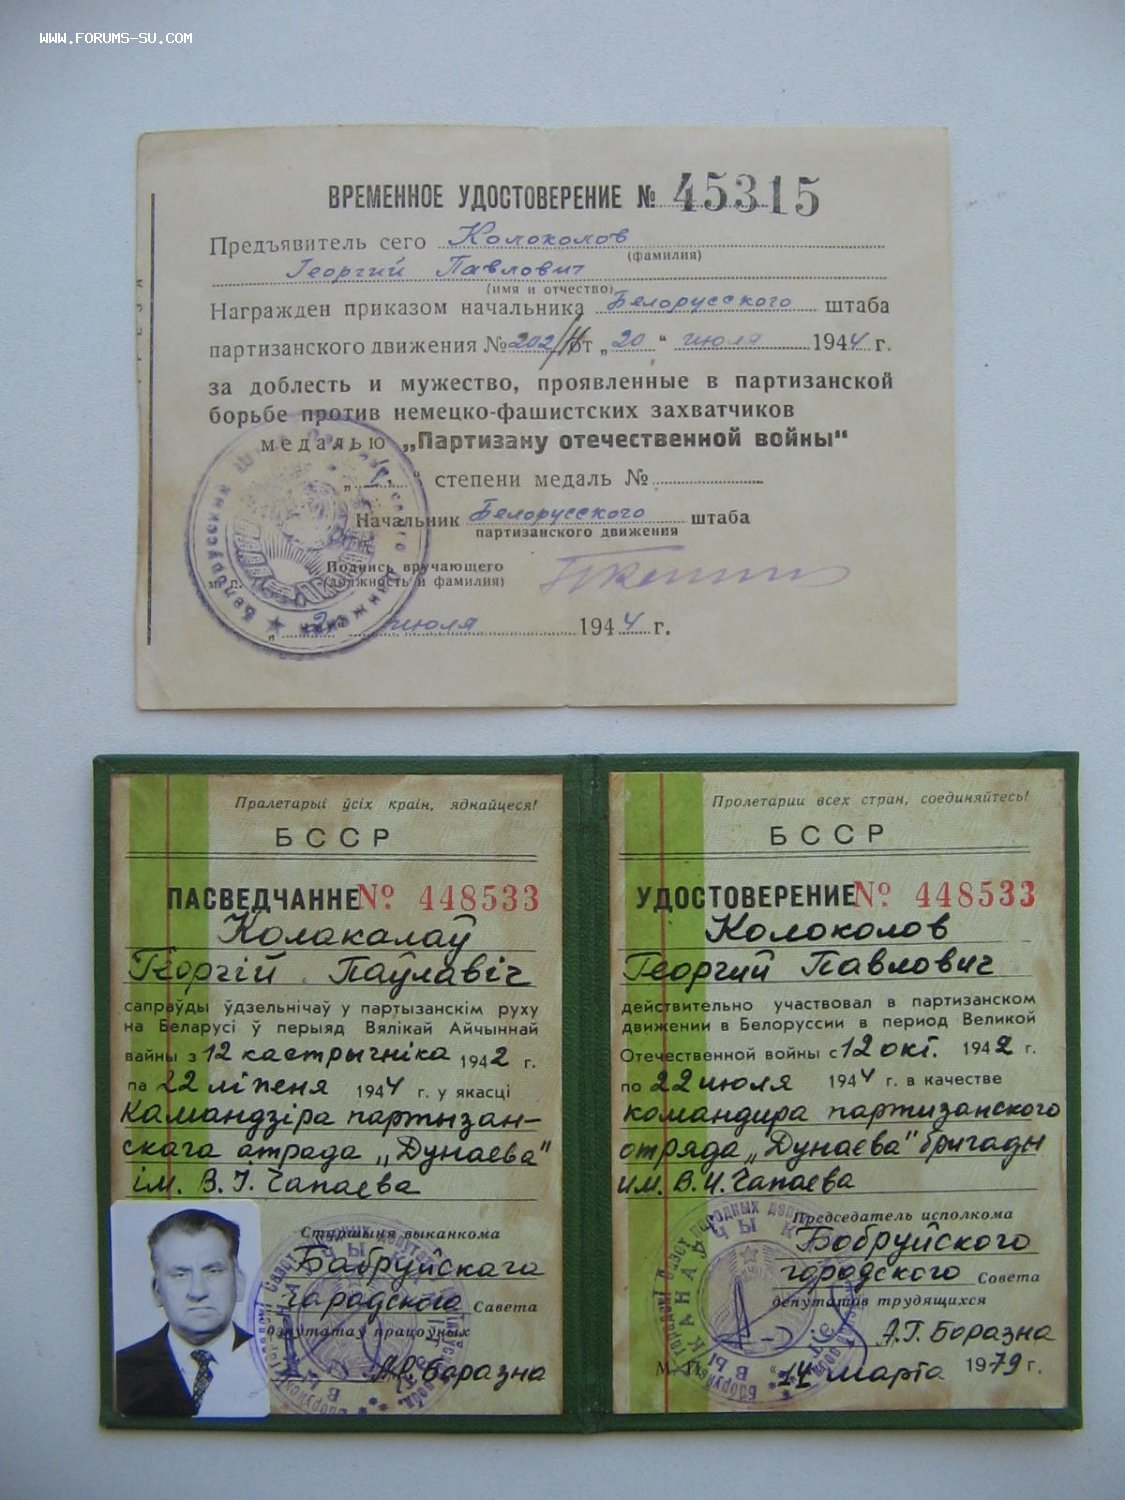 WWW.FORUMS-SU.COM
ВРЕМЕННОЕ УДОСТОВЕРЕНИЕ № 45315
Предъявитель сего Колоколов
(фамилия)
Георгий Павлович
(имя и отчество)
Награжден приказом начальника Белорусского штаба
партизанского движения № 202/Н от „20“ июля 1944 г.
за доблесть и мужество, проявленные в партизанской
борьбе против немецко-фашистских захватчиков
медалью „Партизану отечественной войны“
„I“ степени медаль №
Начальник Белорусского штаба
партизанского движения
Подпись вручающего
(должность и фамилия)
м. п.
июля 1944 г.
Пралетарыі ўсіх краін, яднайцеся!
БССР
ПАСВЕДЧАННЕ № 448533
Колакалаў
Георгій Паўлавіч
сапраўды ўдзельнічаў у партызанскім руху
на Беларусі ў перыяд Вялікай Айчыннай
вайны з 12 кастрычніка 1942 г.
па 22 ліпеня 1944 г. у якасці
камандзіра партызан-
скага атрада „Дунаева“
ім. В. І. Чапаева
Старшыня выканкома
Бабруйскага
гарадского Савета
дэпутатаў працоўных
А.Г. Боразна
Пролетарии всех стран, соединяйтесь!
БССР
УДОСТОВЕРЕНИЕ № 448533
Колоколов
Георгий Павлович
действительно участвовал в партизанском
движении в Белоруссии в период Великой
Отечественной войны с 12 окт. 1942 г.
по 22 июля 1944 г. в качестве
командира партизанского
отряда „Дунаева“ бригады
им. В. И. Чапаева
Председатель исполкома
Бобруйского
городского Совета
депутатов трудящихся
А.Г. Боразна
М. П. „14“ марта 1979 г.